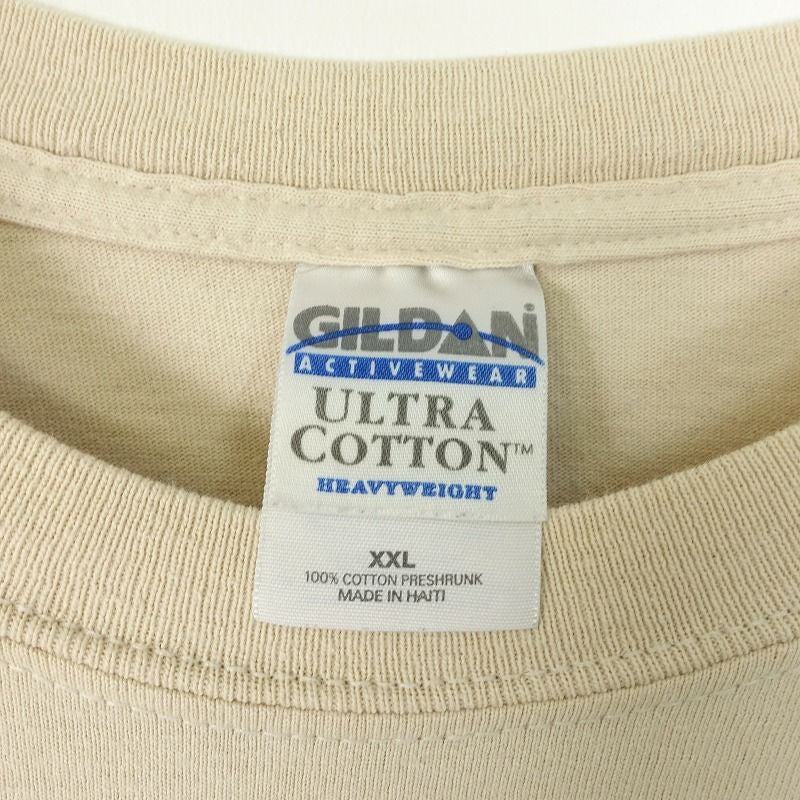 GILDAN
ACTIVEWEAR
ULTRA
COTTON™
HEAVYWEIGHT
XXL
100% COTTON PRESHRUNK
MADE IN HAITI